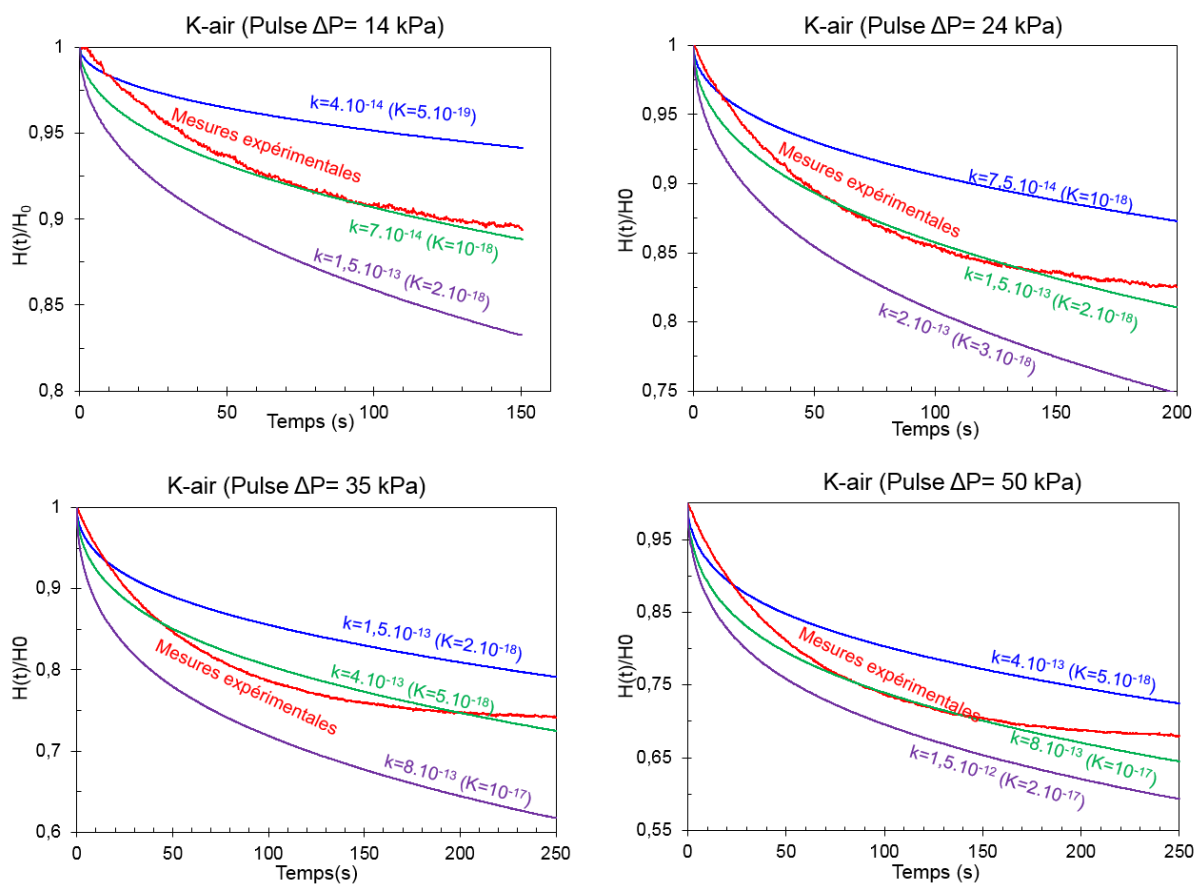 K-air (Pulse ΔP= 14 kPa)
1
0,95
0,9
0,85
0,8
H(t)/H₀
k=4.10⁻¹⁴ (K=5.10⁻¹⁹)
Mesures expérimentales
k=7.10⁻¹⁴ (K=10⁻¹⁸)
k=1,5.10⁻¹³ (K=2.10⁻¹⁸)
0 50 100 150
Temps (s)
K-air (Pulse ΔP= 24 kPa)
1
0,95
0,9
0,85
0,8
0,75
H(t)/H0
Mesures expérimentales
k=7,5.10⁻¹⁴ (K=10⁻¹⁸)
k=1,5.10⁻¹³ (K=2.10⁻¹⁸)
k=2.10⁻¹³ (K=3.10⁻¹⁸)
0 50 100 150 200
Temps (s)
K-air (Pulse ΔP= 35 kPa)
1
0,9
0,8
0,7
0,6
H(t)/H0
k=1,5.10⁻¹³ (K=2.10⁻¹⁸)
k=4.10⁻¹³ (K=5.10⁻¹⁸)
Mesures expérimentales
k=8.10⁻¹³ (K=10⁻¹⁷)
0 50 100 150 200 250
Temps(s)
K-air (Pulse ΔP= 50 kPa)
0,95
0,85
0,75
0,65
0,55
H(t)/H0
Mesures expérimentales
k=4.10⁻¹³ (K=5.10⁻¹⁸)
k=8.10⁻¹³ (K=10⁻¹⁷)
k=1,5.10⁻¹² (K=2.10⁻¹⁷)
0 50 100 150 200 250
Temps (s)